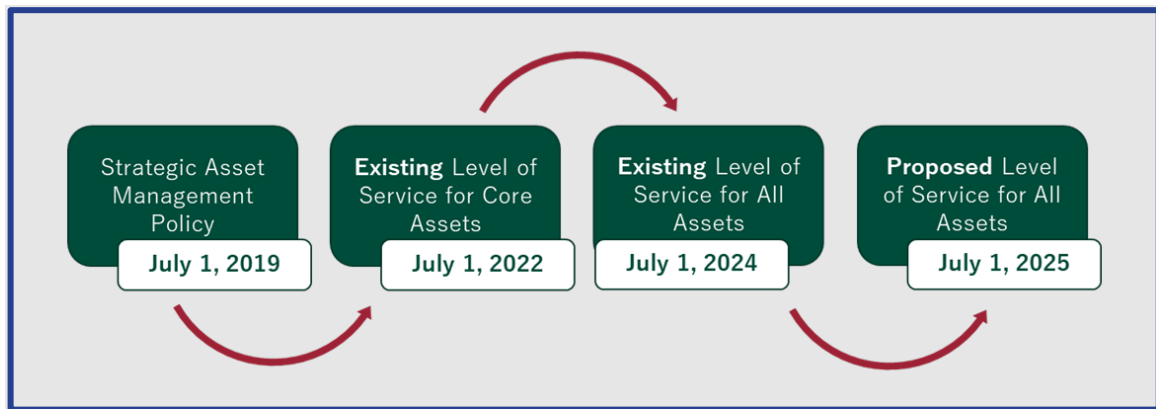 Strategic Asset
Management
Policy
July 1, 2019
Existing Level of
Service for Core
Assets
July 1, 2022
Existing Level of
Service for All
Assets
July 1, 2024
Proposed Level
of Service for All
Assets
July 1, 2025